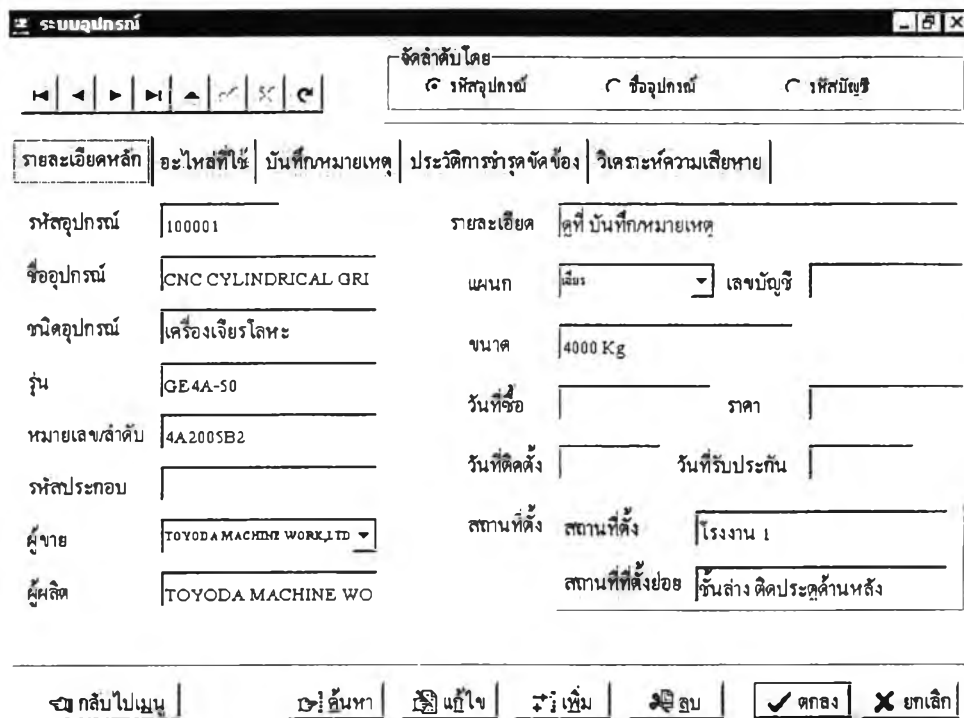 ระบบอุปกรณ์
จัดลำดับโดย
รหัสอุปกรณ์ ชื่ออุปกรณ์ รหัสบัญชี
รายละเอียดหลัก อะไหล่ที่ใช้ บันทึก/หมายเหตุ ประวัติการชำรุดขัดข้อง วิเคราะห์ความเสียหาย
รหัสอุปกรณ์ 100001 รายละเอียด ดูที่ บันทึก/หมายเหตุ
ชื่ออุปกรณ์ CNC CYLINDRICAL GRI แผนก เจียร เลขบัญชี
ชนิดอุปกรณ์ เครื่องเจียรโลหะ ขนาด 4000 Kg
รุ่น GE4A-50 วันที่ซื้อ ราคา
หมายเลข/ลำดับ 4A2005B2 วันที่ติดตั้ง วันที่รับประกัน
รหัสประกอบ
ผู้ขาย TOYODA MACHINE WORK,LTD สถานที่ตั้ง สถานที่ตั้ง โรงงาน 1
ผู้ผลิต TOYODA MACHINE WO สถานที่ที่ตั้งย่อย ชั้นล่าง ติดประตูด้านหลัง
กลับไปเมนู ค้นหา แก้ไข เพิ่ม ลบ ตกลง ยกเลิก